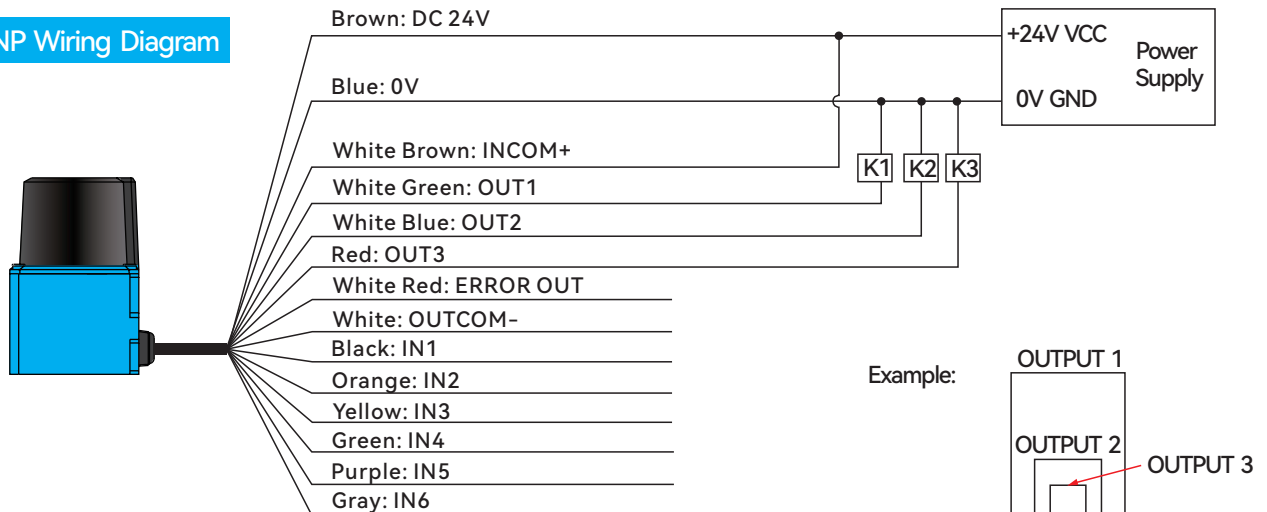 NP Wiring Diagram
Brown: DC 24V
+24V VCC
Power
Supply
Blue: 0V
0V GND
White Brown: INCOM+
K1 K2 K3
White Green: OUT1
White Blue: OUT2
Red: OUT3
White Red: ERROR OUT
White: OUTCOM-
Black: IN1
Orange: IN2
Yellow: IN3
Green: IN4
Purple: IN5
Gray: IN6
Example:
OUTPUT 1
OUTPUT 2
OUTPUT 3